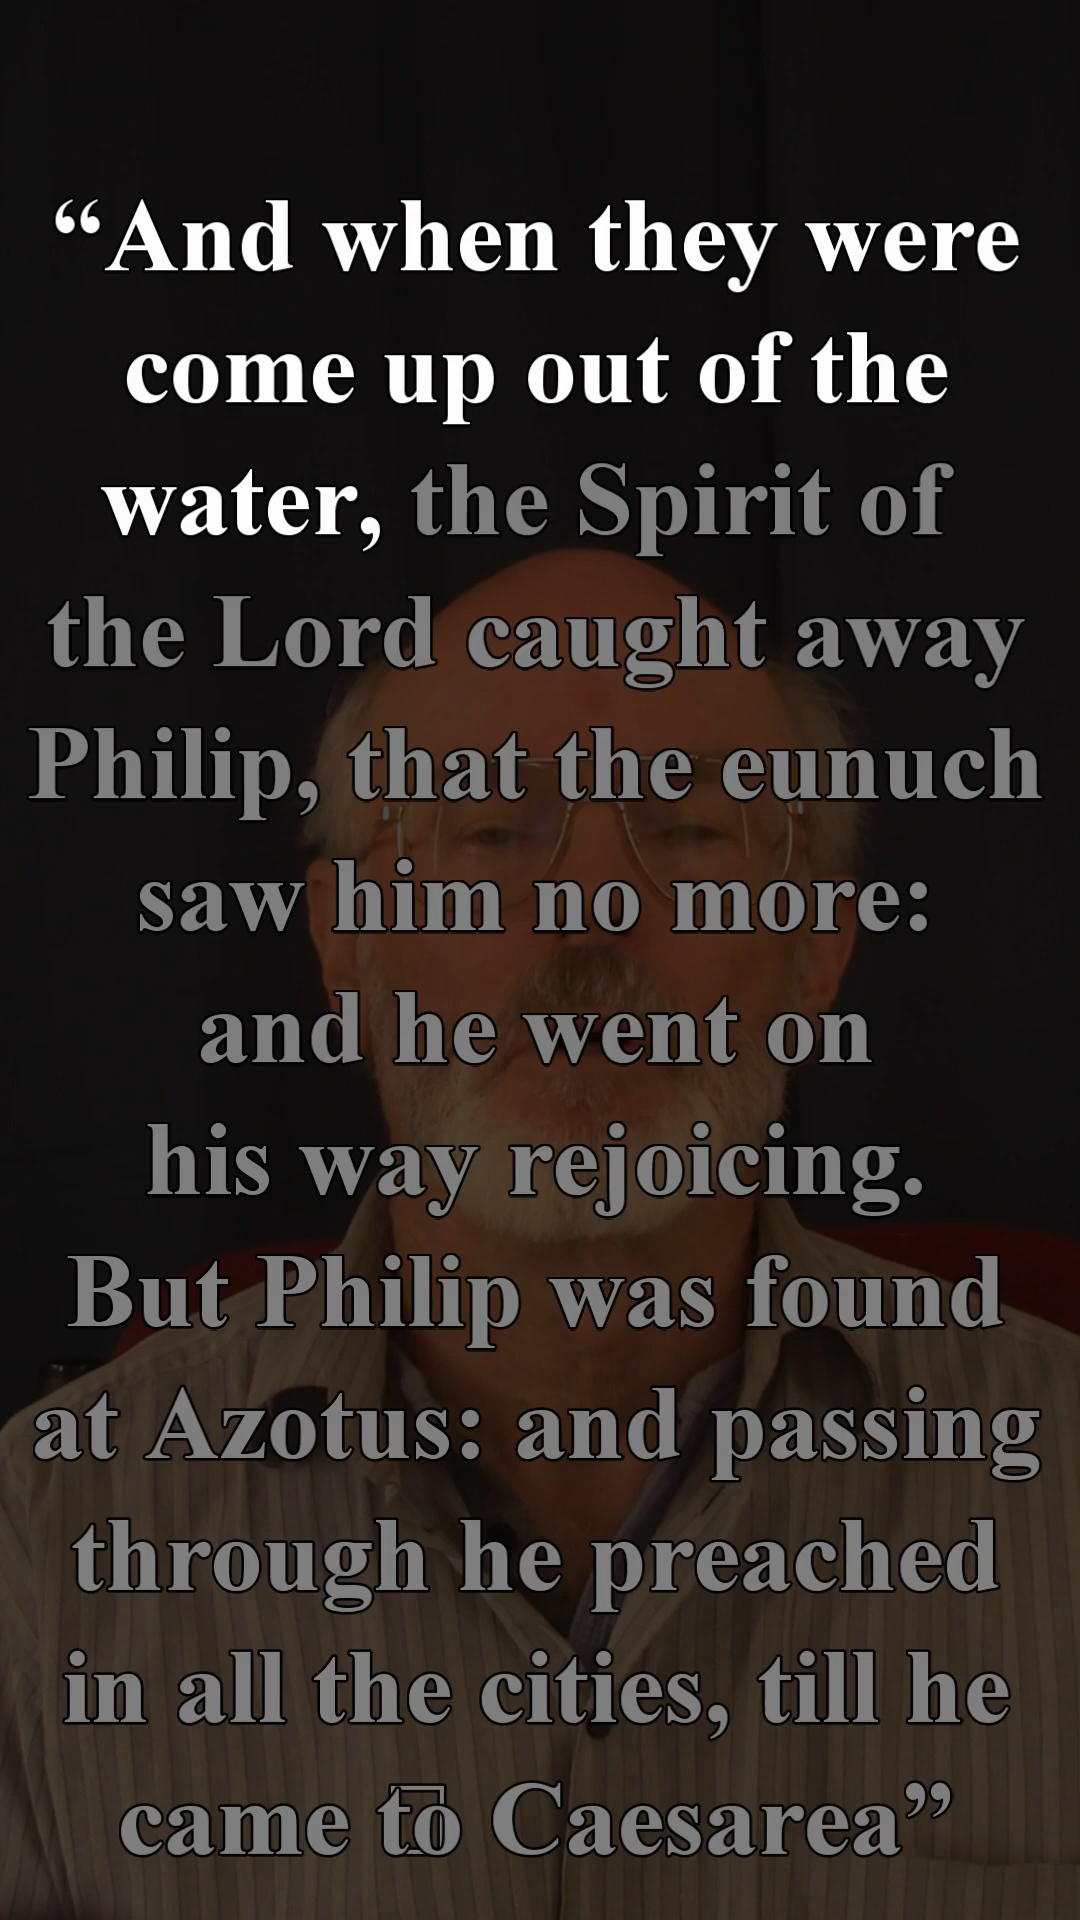 “And when they were
come up out of the
water, the Spirit of
the Lord caught away
Philip, that the eunuch
saw him no more:
and he went on
his way rejoicing.
But Philip was found
at Azotus: and passing
through he preached
in all the cities, till he
came to Caesarea”